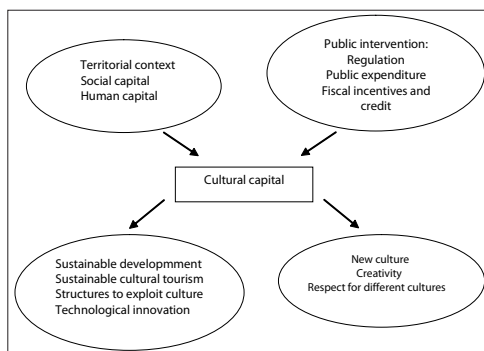 Territorial context
Social capital
Human capital
Public intervention:
Regulation
Public expenditure
Fiscal incentives and
credit
Cultural capital
Sustainable developmment
Sustainable cultural tourism
Structures to exploit culture
Technological innovation
New culture
Creativity
Respect for different cultures